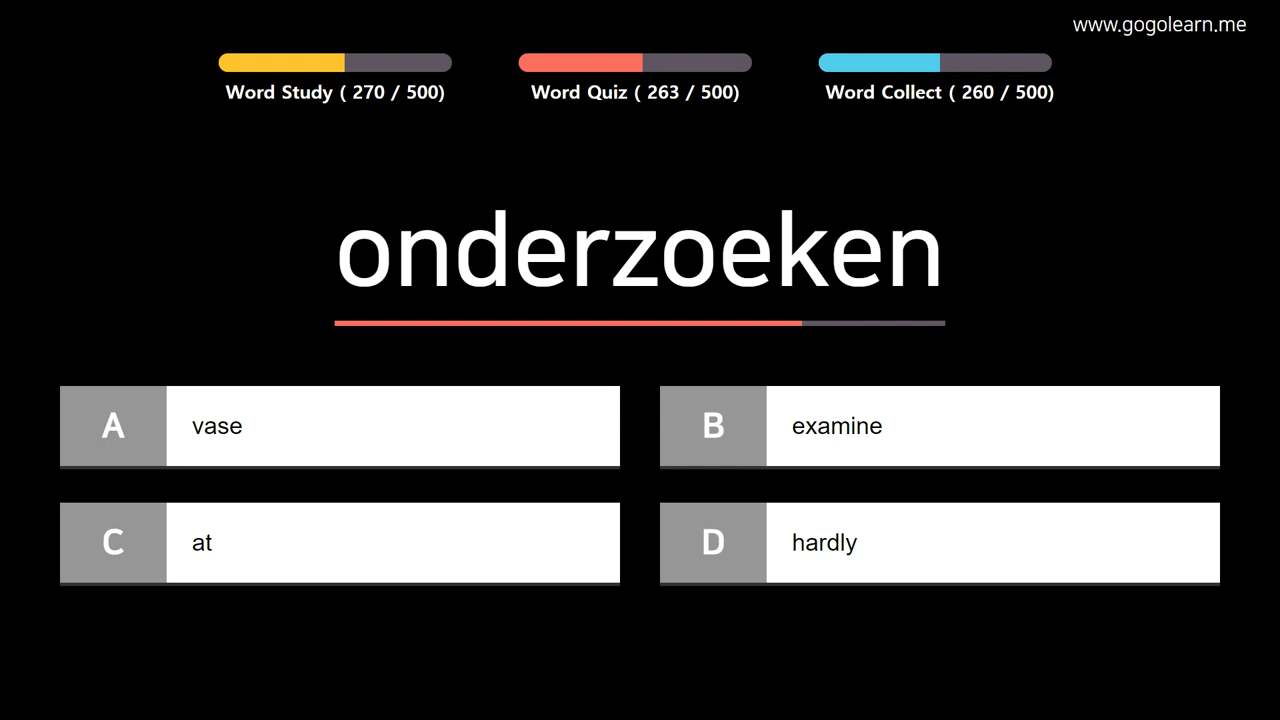 www.gogolearn.me
Word Study ( 270 / 500)
Word Quiz ( 263 / 500)
Word Collect ( 260 / 500)
onderzoeken
A vase
B examine
C at
D hardly